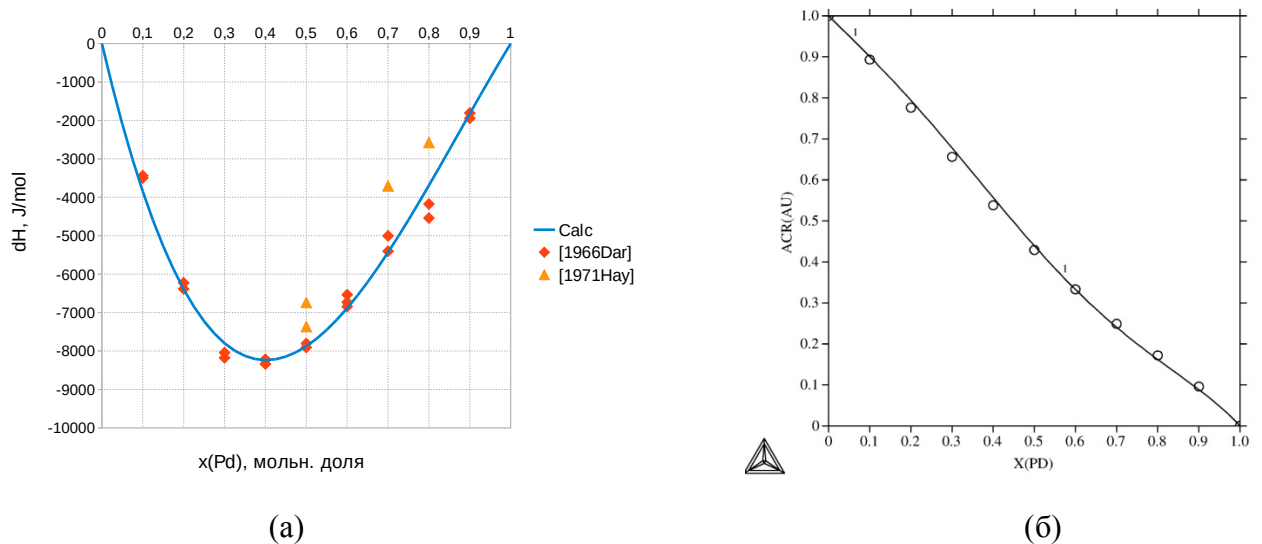 0 0,1 0,2 0,3 0,4 0,5 0,6 0,7 0,8 0,9 1
0
-1000
-2000
-3000
-4000
-5000
-6000
-7000
-8000
-9000
-10000
dH, J/mol
x(Pd), мольн. доля
Calc
[1966Dar]
[1971Hay]
(а)
1.0
0.9
0.8
0.7
0.6
0.5
0.4
0.3
0.2
0.1
0
ACR(AU)
0 0.1 0.2 0.3 0.4 0.5 0.6 0.7 0.8 0.9 1.0
X(PD)
I
I
(б)